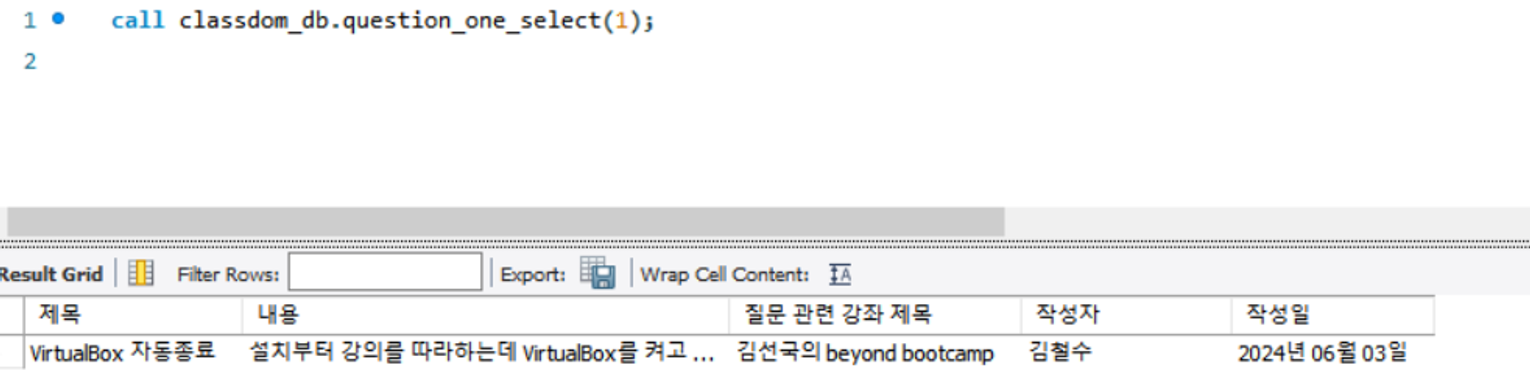 1 call classdom_db.question_one_select(1);
2
Result Grid Filter Rows: Export: Wrap Cell Content:
제목 내용 질문 관련 강좌 제목 작성자 작성일
VirtualBox 자동종료 설치부터 강의를 따라하는데 VirtualBox를 켜고 ... 김선국의 beyond bootcamp 김철수 2024년 06월 03일